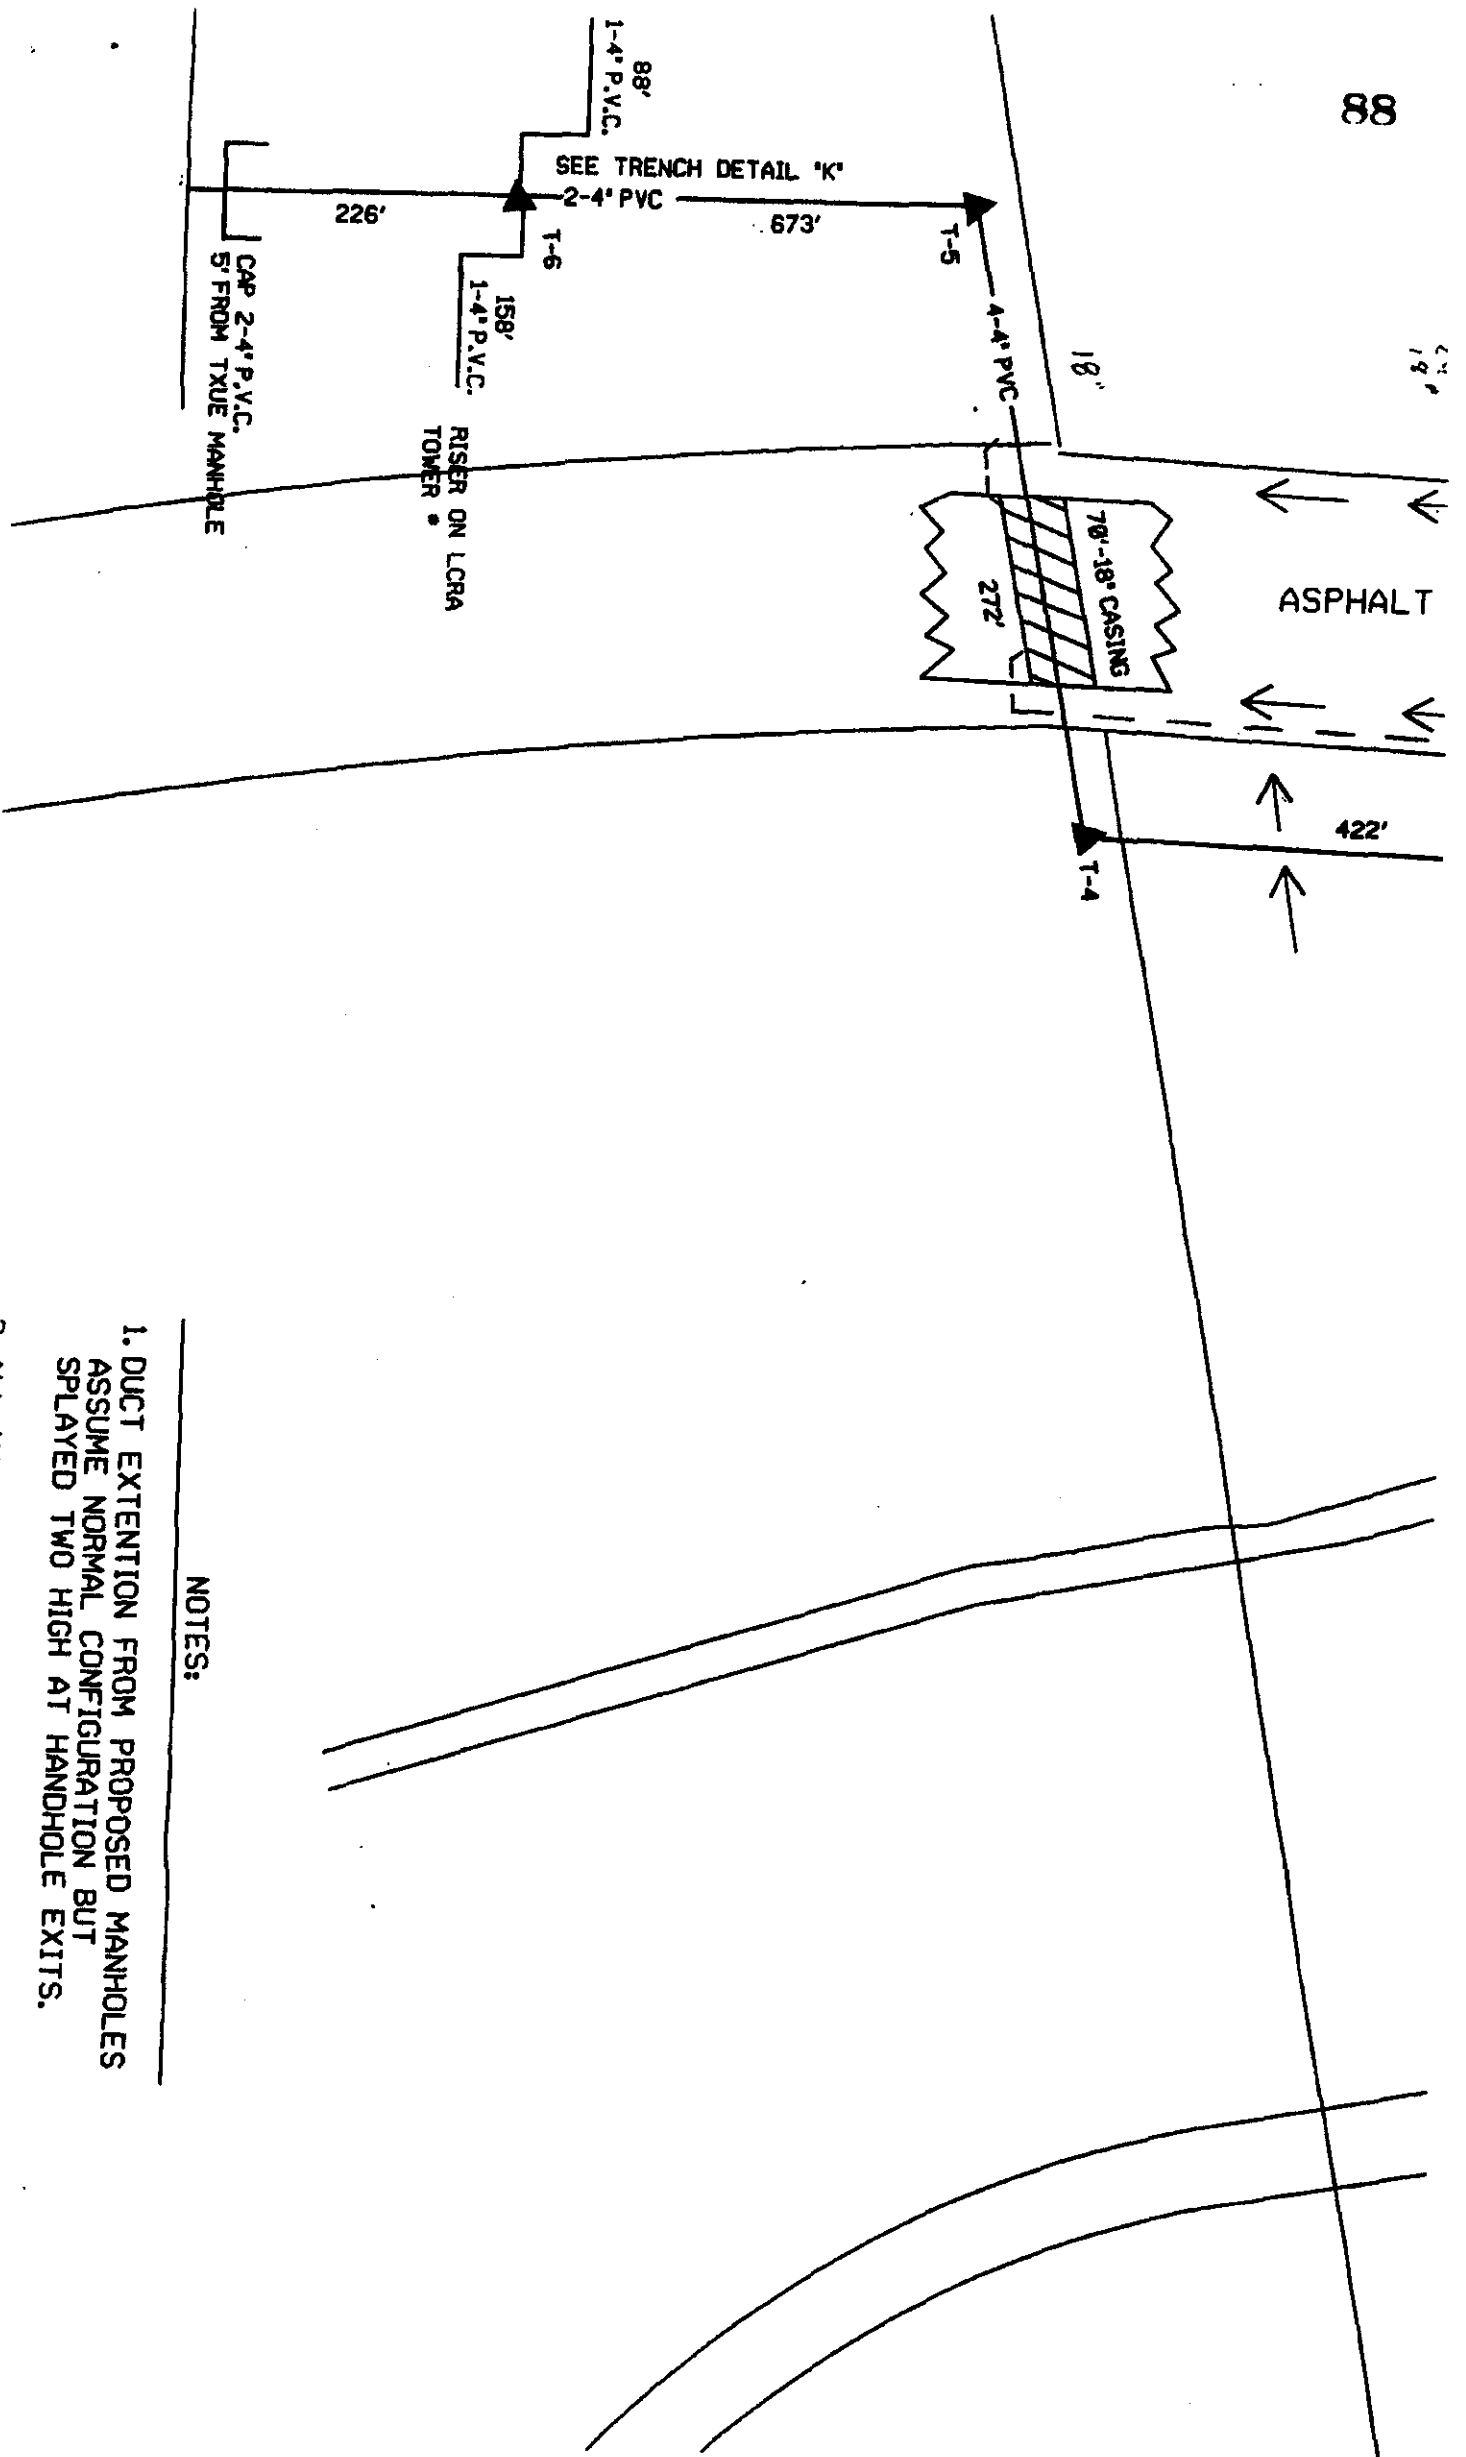 88
88'
1-4" P.V.C.
SEE TRENCH DETAIL "K"
2-4" PVC
226'
673'
T-5
T-6
158'
1-4" P.V.C.
CAP 2-4" P.V.C.
5' FROM TXUE MANHOLE
RISER ON LCRA
TOWER #
4-4" PVC
18"
70'-18" CASING
272'
ASPHALT
422'
T-4
NOTES:
1. DUCT EXTENTION FROM PROPOSED MANHOLES
ASSUME NORMAL CONFIGURATION BUT
SPLAYED TWO HIGH AT HANDHOLE EXITS.